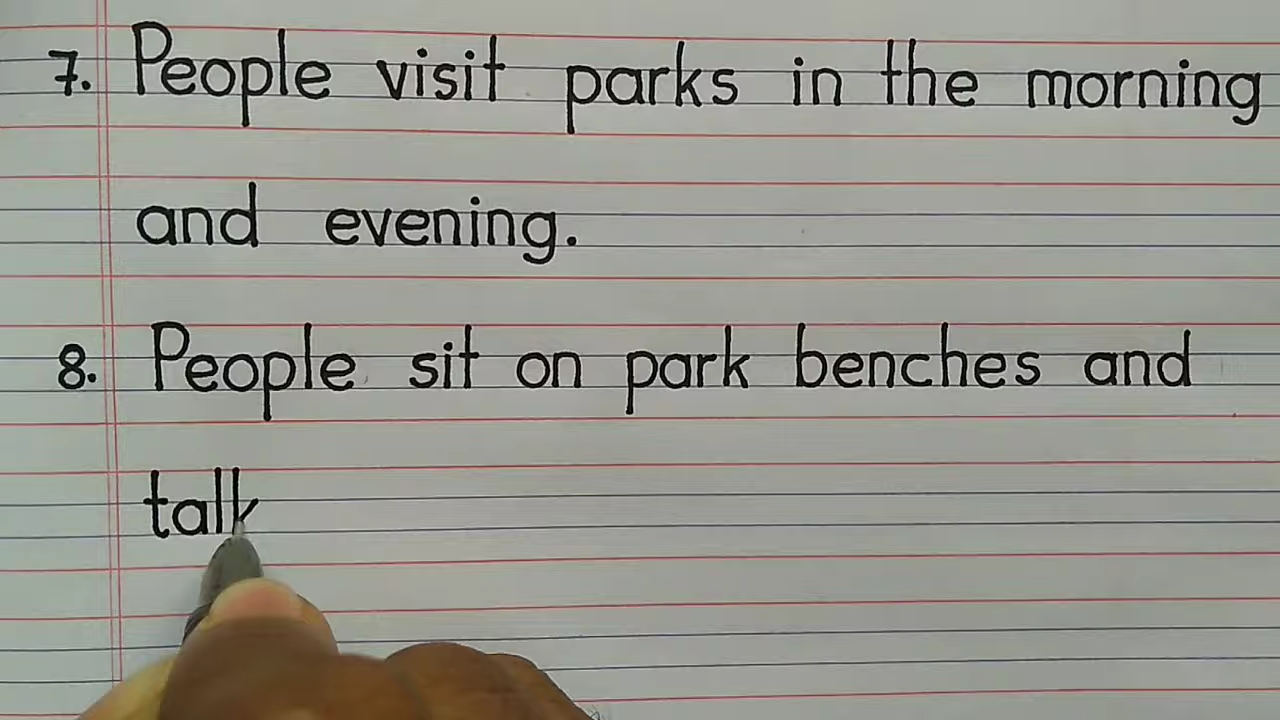 7. People visit parks in the morning
and evening.
8. People sit on park benches and
talk